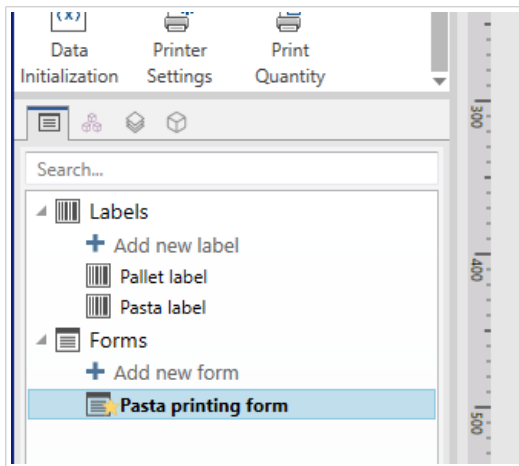 (x)
Data Initialization
Printer Settings
Print Quantity
Search...
Labels
Add new label
Pallet label
Pasta label
Forms
Add new form
Pasta printing form
300
400
500